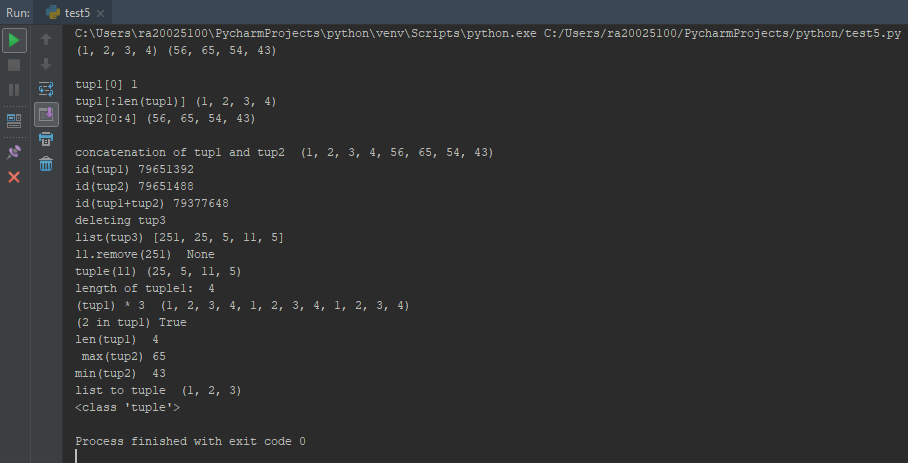 Run: test5
C:\Users\ra20025100\PycharmProjects\python\venv\Scripts\python.exe C:/Users/ra20025100/PycharmProjects/python/test5.py
(1, 2, 3, 4) (56, 65, 54, 43)
tup1[0] 1
tup1[:len(tup1)] (1, 2, 3, 4)
tup2[0:4] (56, 65, 54, 43)
concatenation of tup1 and tup2  (1, 2, 3, 4, 56, 65, 54, 43)
id(tup1) 79651392
id(tup2) 79651488
id(tup1+tup2) 79377648
deleting tup3
list(tup3) [251, 25, 5, 11, 5]
l1.remove(251)  None
tuple(l1) (25, 5, 11, 5)
length of tuple1:  4
(tup1) * 3  (1, 2, 3, 4, 1, 2, 3, 4, 1, 2, 3, 4)
(2 in tup1) True
len(tup1)  4
 max(tup2) 65
min(tup2)  43
list to tuple  (1, 2, 3)
<class 'tuple'>
Process finished with exit code 0